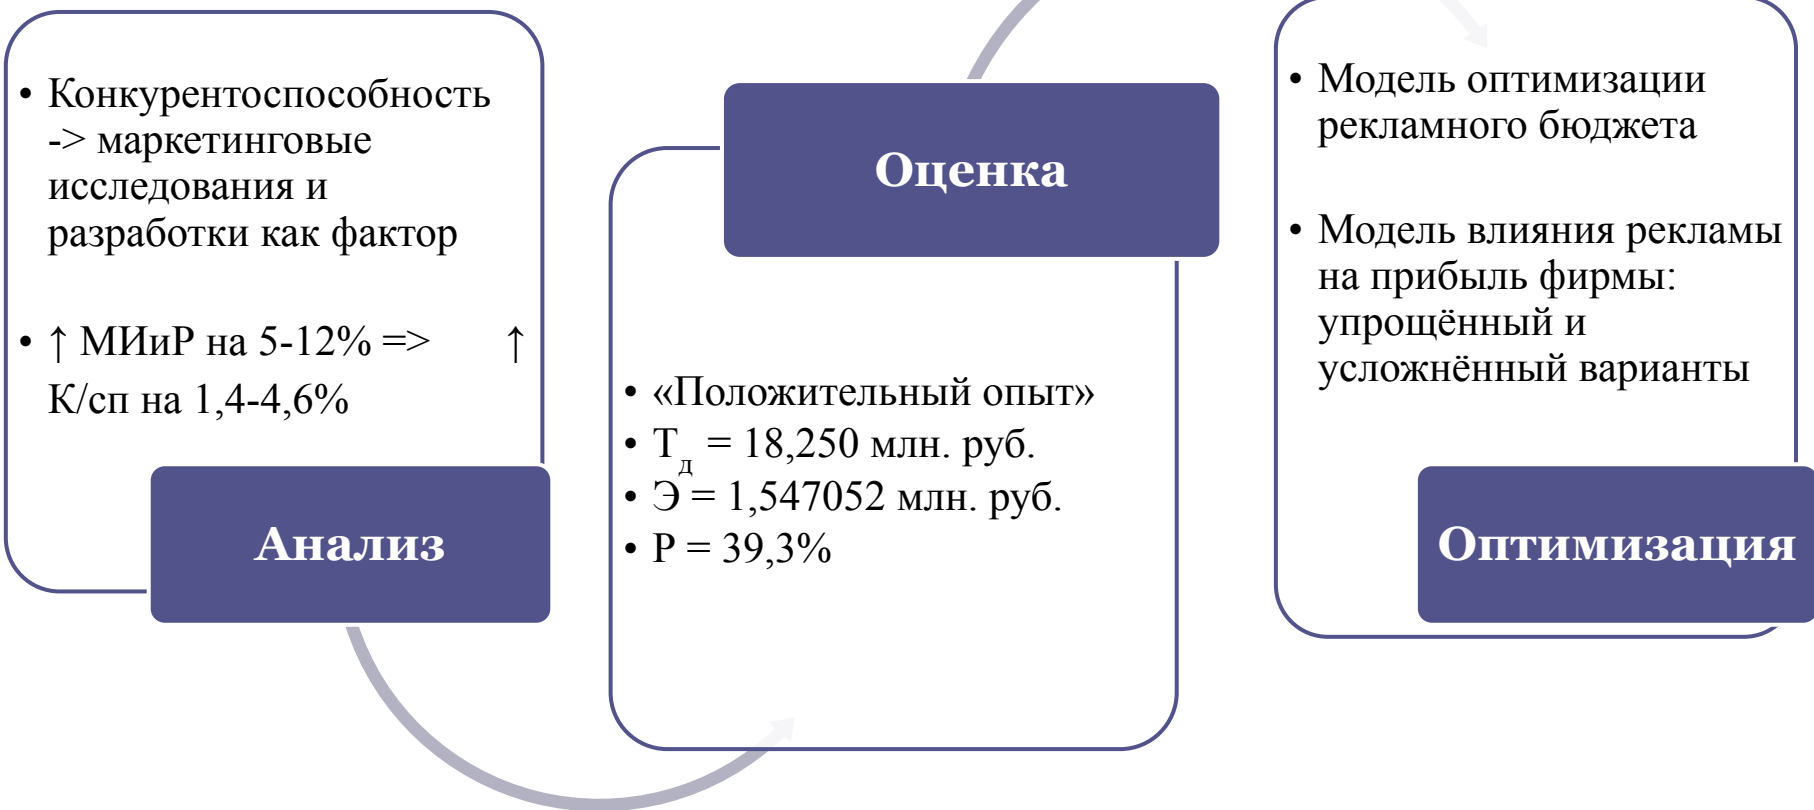 • Конкурентоспособность
-> маркетинговые
исследования и
разработки как фактор
• ↑ МИиР на 5-12% => ↑
К/сп на 1,4-4,6%
Анализ
Оценка
• «Положительный опыт»
• Тд = 18,250 млн. руб.
• Э = 1,547052 млн. руб.
• Р = 39,3%
• Модель оптимизации
рекламного бюджета
• Модель влияния рекламы
на прибыль фирмы:
упрощённый и
усложнённый варианты
Оптимизация